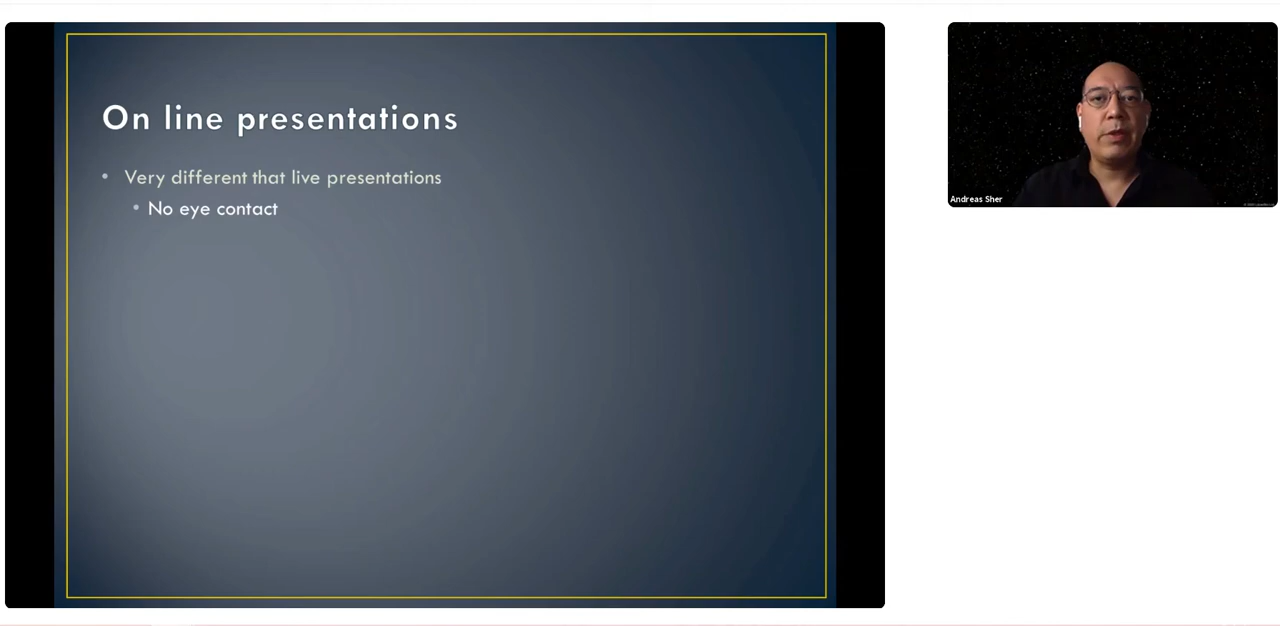 On line presentations
Very different that live presentations
No eye contact
Andreas Sher